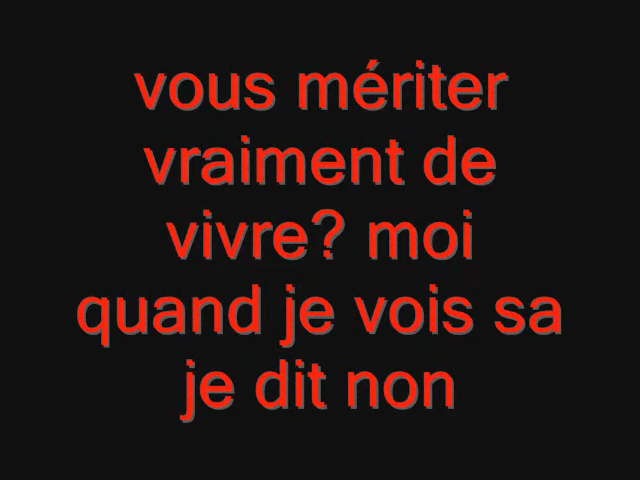 vous mériter
vraiment de
vivre? moi
quand je vois sa
je dit non